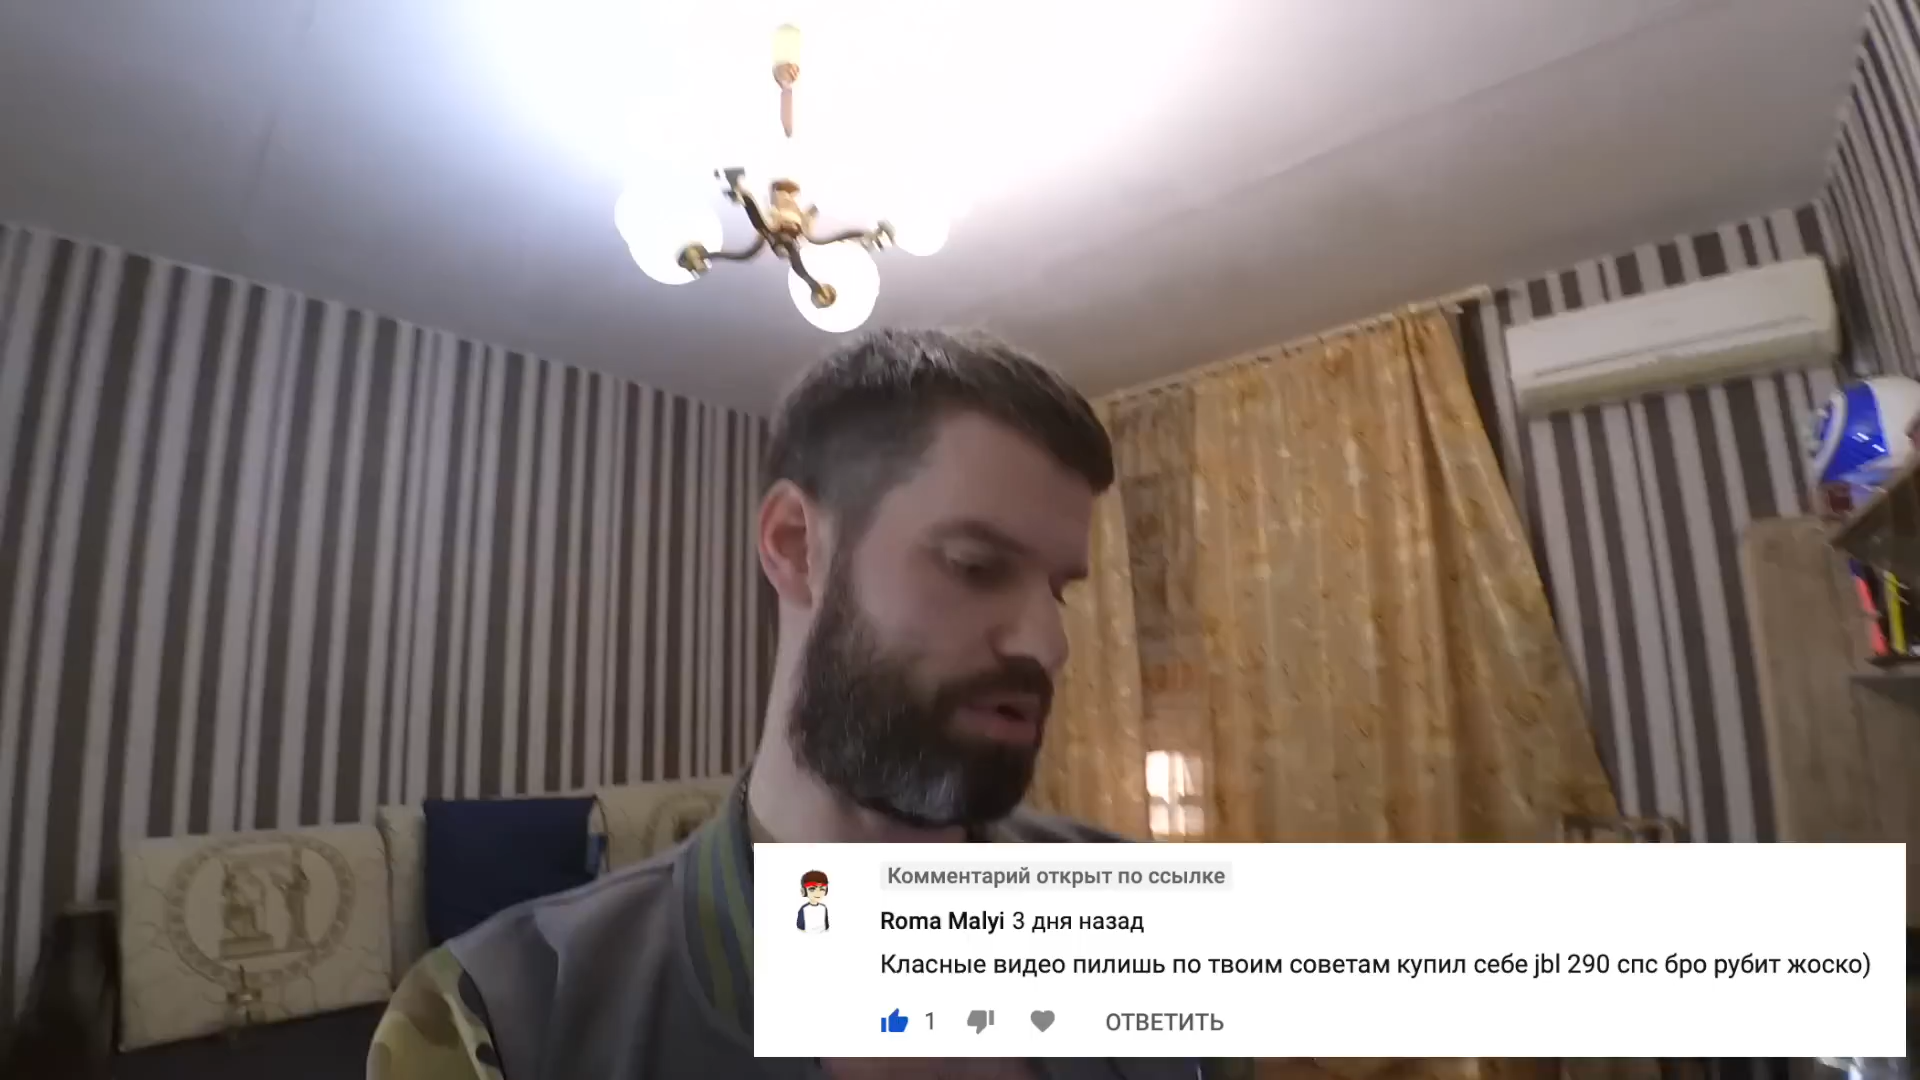 Комментарий открыт по ссылке
Roma Malyi 3 дня назад
Класные видео пилишь по твоим советам купил себе jbl 290 спс бро рубит жоско)
1
ОТВЕТИТЬ